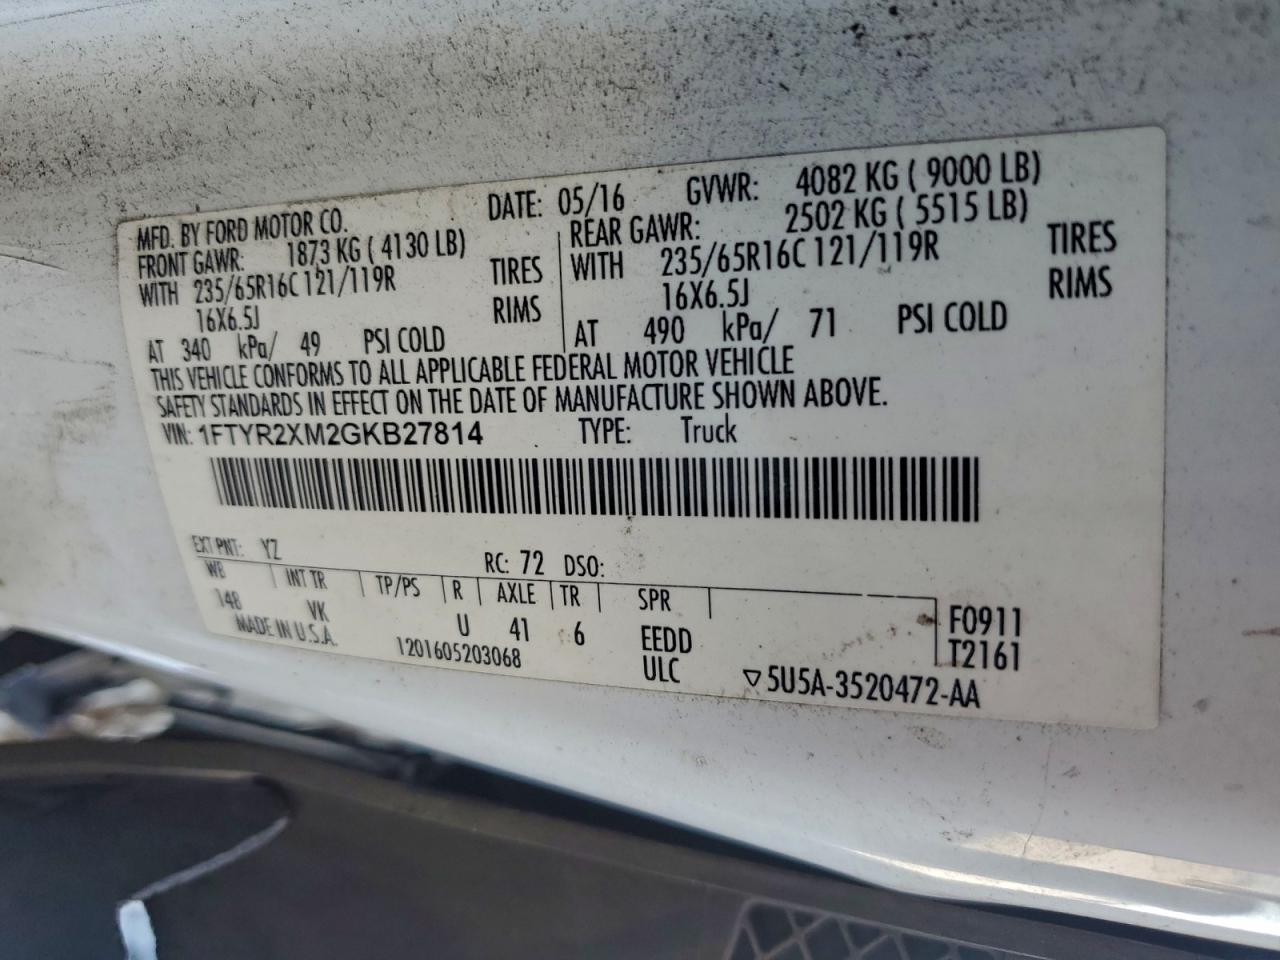 MFD. BY FORD MOTOR CO. DATE: 05/16 GVWR: 4082 KG ( 9000 LB)
FRONT GAWR: 1873 KG ( 4130 LB) REAR GAWR: 2502 KG ( 5515 LB)
WITH 235/65R16C 121/119R TIRES WITH 235/65R16C 121/119R TIRES
16X6.5J RIMS 16X6.5J RIMS
AT 340 kPa/ 49 PSI COLD AT 490 kPa/ 71 PSI COLD
THIS VEHICLE CONFORMS TO ALL APPLICABLE FEDERAL MOTOR VEHICLE
SAFETY STANDARDS IN EFFECT ON THE DATE OF MANUFACTURE SHOWN ABOVE.
VIN: 1FTYR2XM2GKB27814 TYPE: Truck
EXT PNT: YZ RC: 72 DSO:
WB INT TR TP/PS R AXLE TR SPR
148 VK U 41 6 EEDD F0911
MADE IN U.S.A. 1201605203068 ULC T2161
▽5U5A-3520472-AA